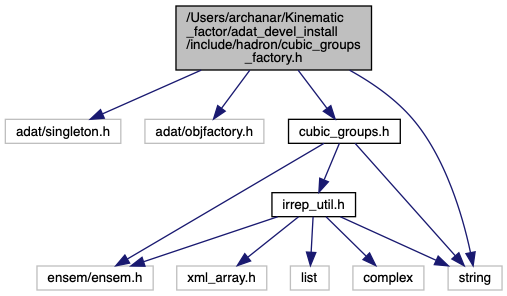 /Users/archanar/Kinematic
_factor/adat_devel_install
/include/hadron/cubic_groups
_factory.h
adat/singleton.h
adat/objfactory.h
cubic_groups.h
irrep_util.h
ensem/ensem.h
xml_array.h
list
complex
string